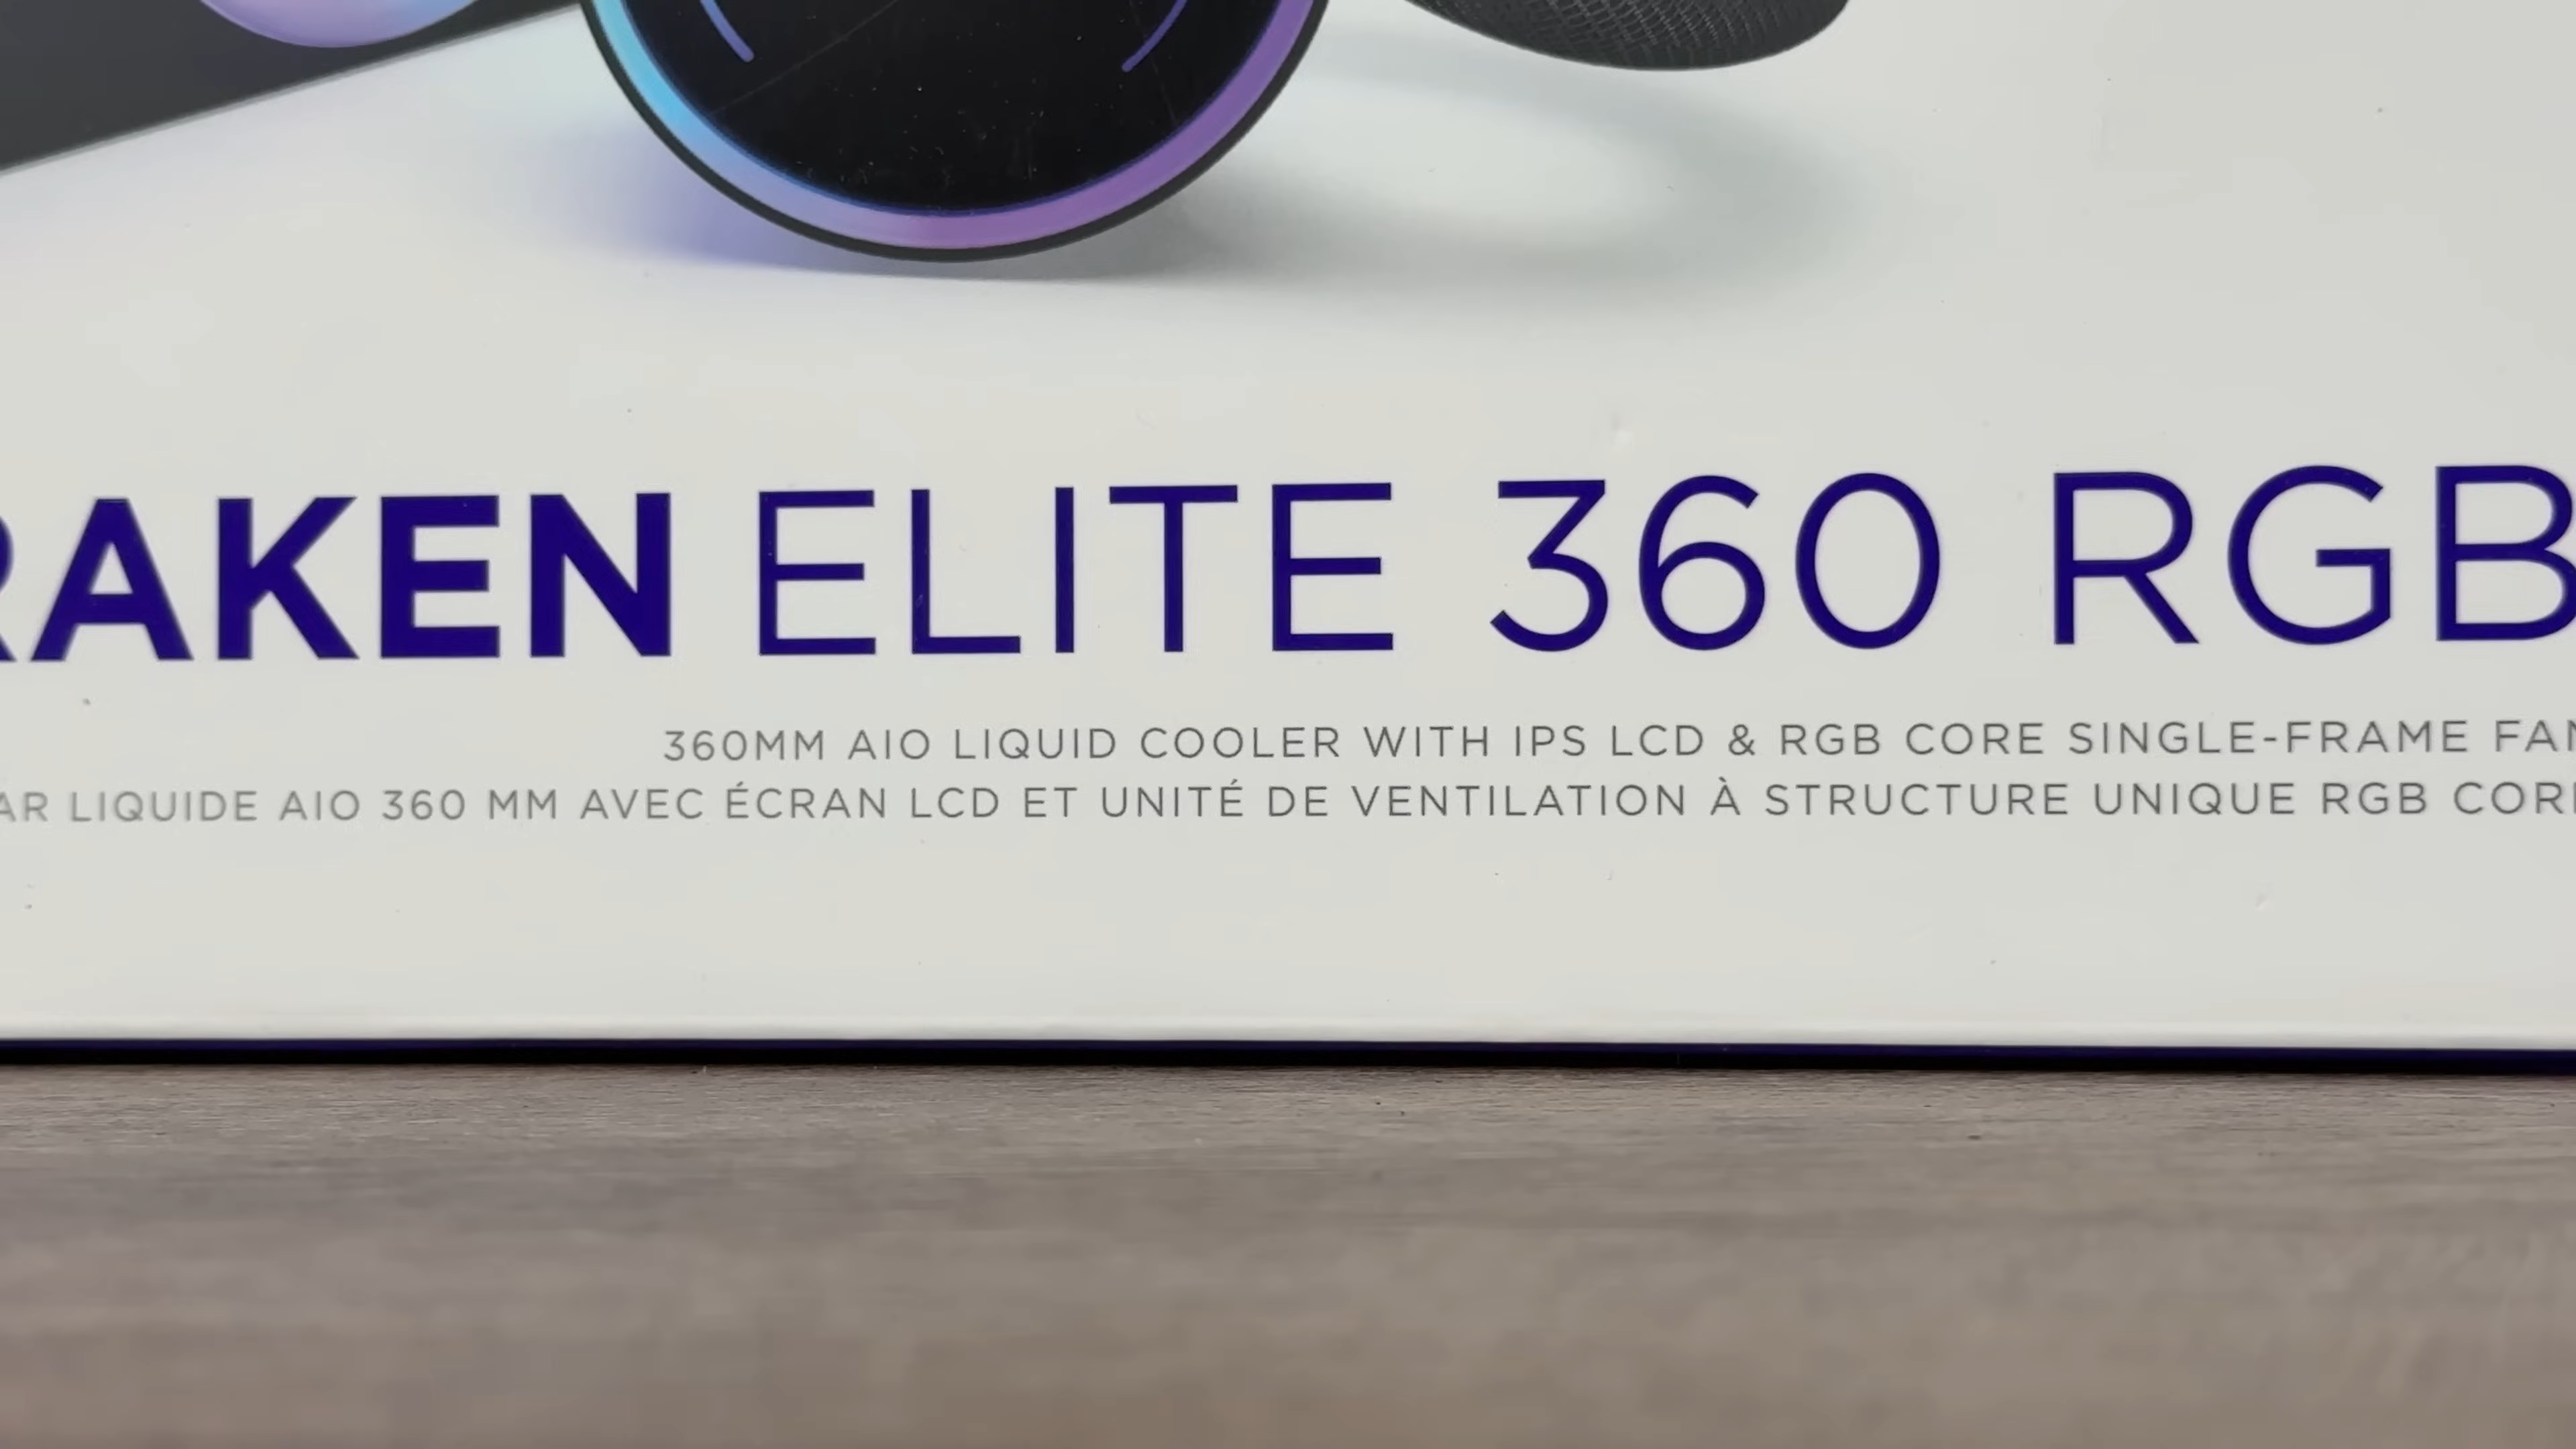 RAKEN ELITE 360 RGB
360MM AIO LIQUID COOLER WITH IPS LCD & RGB CORE SINGLE-FRAME FAN
AR LIQUIDE AIO 360 MM AVEC ÉCRAN LCD ET UNITÉ DE VENTILATION À STRUCTURE UNIQUE RGB CORE